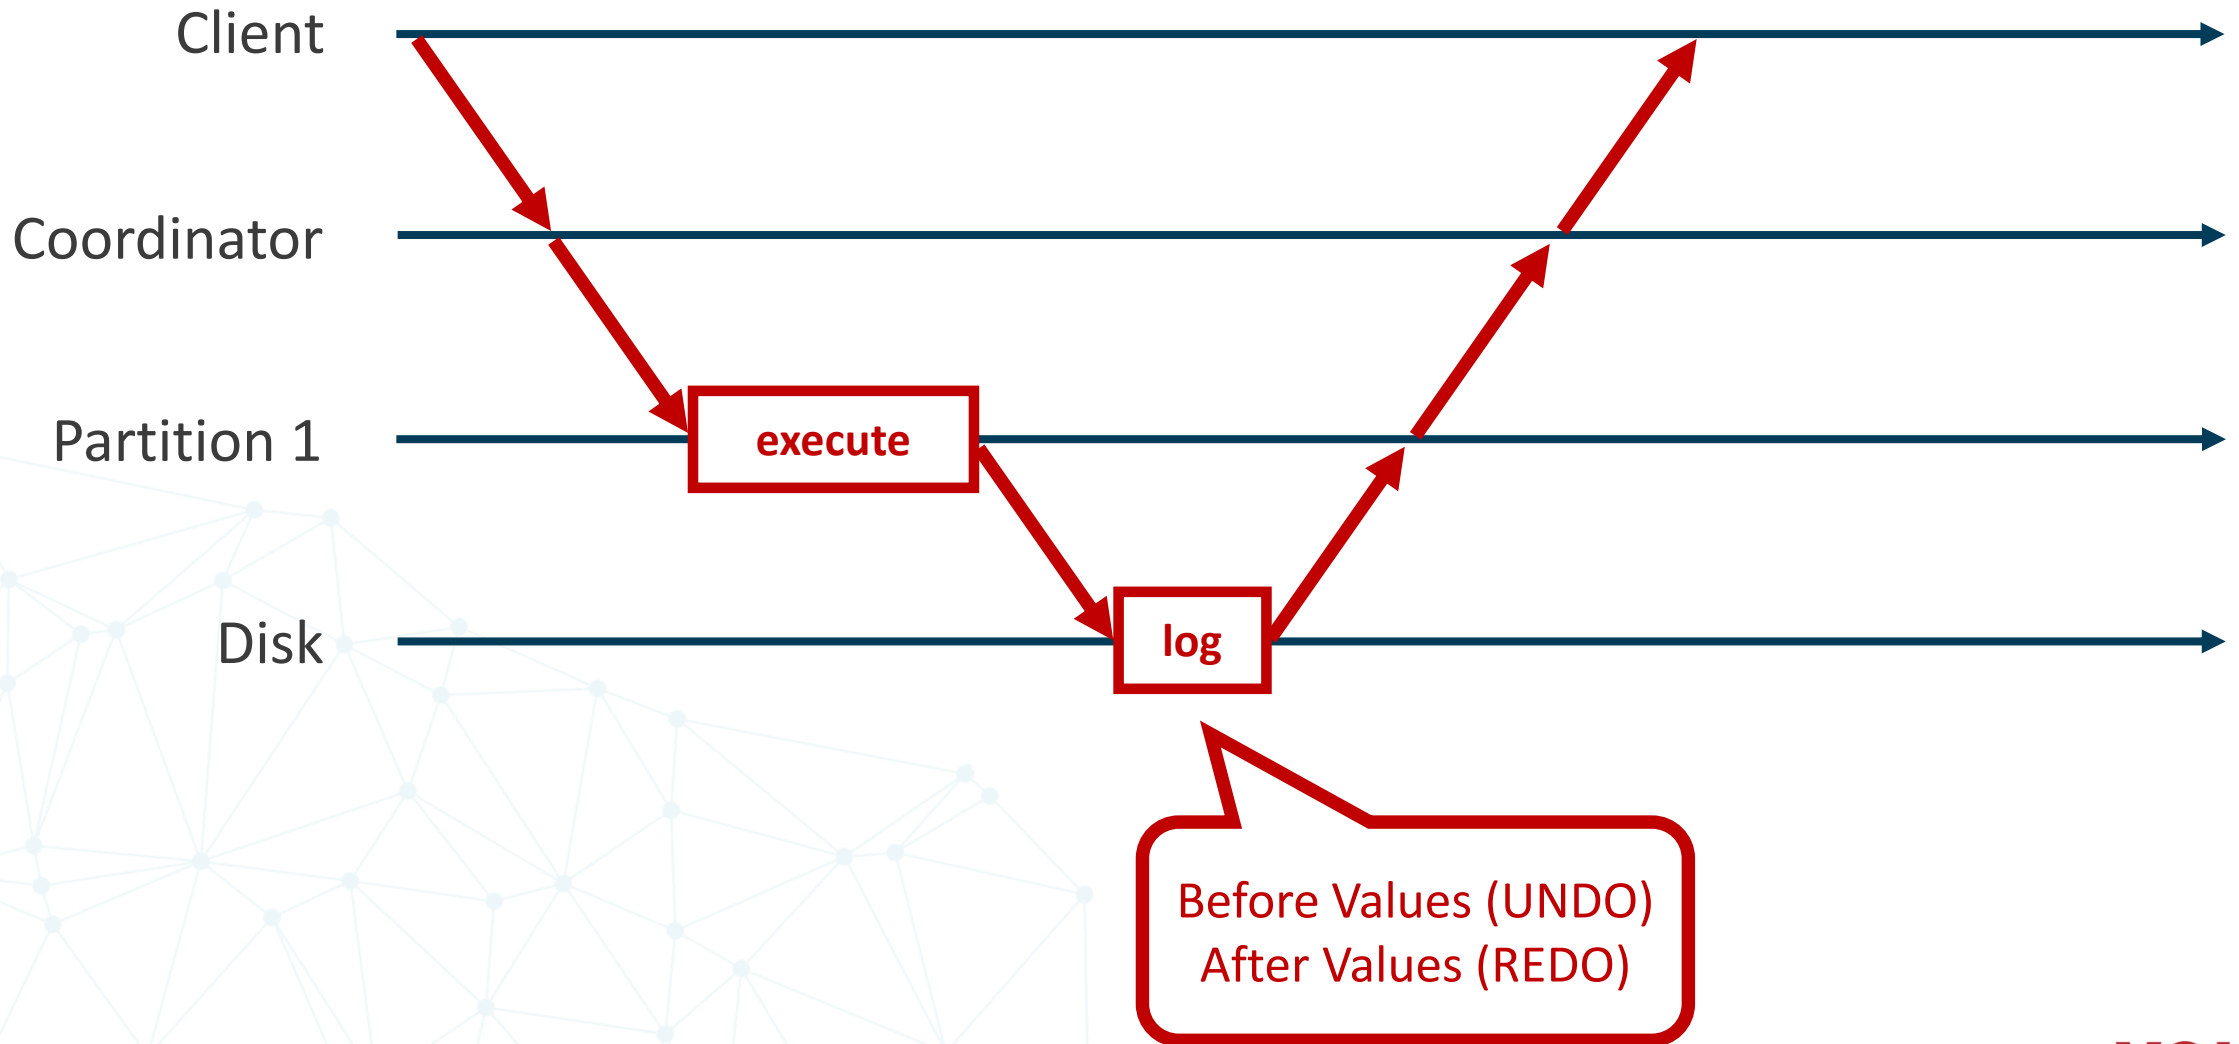 Client
Coordinator
Partition 1
execute
Disk
log
Before Values (UNDO)
After Values (REDO)